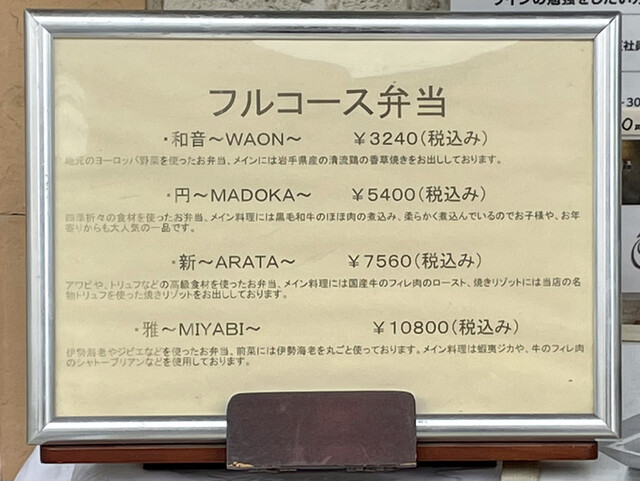 ワインの勉強をしたい方
フルコース弁当
・和音～WAON～ ￥3240(税込み)
地元のヨーロッパ野菜を使ったお弁当、メインには岩手県産の清流鶏の香草焼きをお出ししております。
・円～MADOKA～ ￥5400(税込み)
四季折々の食材を使ったお弁当、メイン料理には黒毛和牛のほほ肉の煮込み、柔らかく煮込んでいるのでお子様や、お年
寄りからも大人気の一品です。
・新～ARATA～ ￥7560(税込み)
アワビや、トリュフなどの高級食材を使ったお弁当、メイン料理には国産牛のフィレ肉のロースト、焼きリゾットには当店の名
物トリュフを使った焼きリゾットをお出ししております。
・雅～MIYABI～ ￥10800(税込み)
伊勢海老やジビエなどを使ったお弁当、前菜には伊勢海老を丸ごと使っております。メイン料理は蝦夷ジカや、牛のフィレ肉
のシャトーブリアンなどを使用しております。